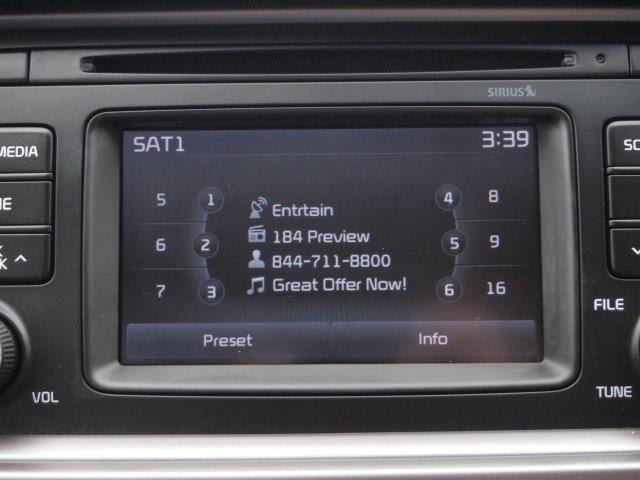 SIRIUS
SAT1 3:39
MEDIA
5 1 Entrtain 4 8
184 Preview
6 2 844-711-8800 5 9
7 3 Great Offer Now! 6 16
Preset Info
FILE
VOL
TUNE